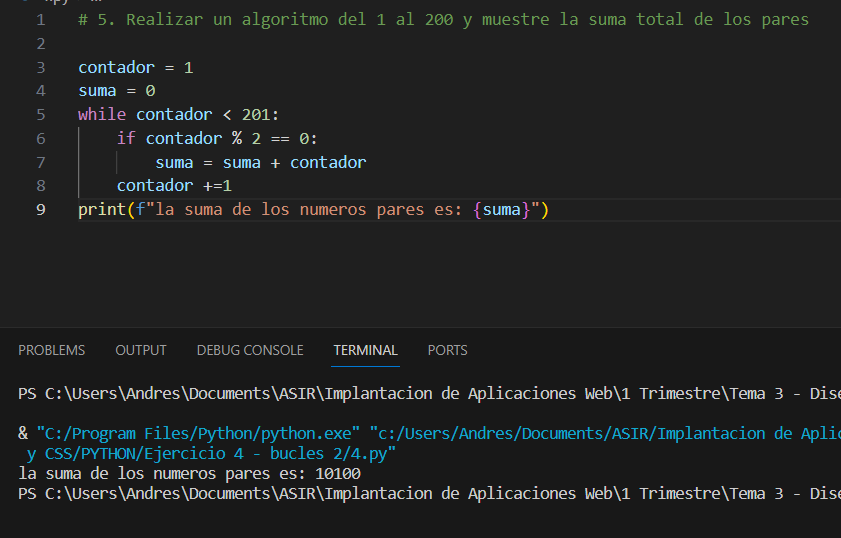 1 # 5. Realizar un algoritmo del 1 al 200 y muestre la suma total de los pares
2
3 contador = 1
4 suma = 0
5 while contador < 201:
6     if contador % 2 == 0:
7         suma = suma + contador
8     contador +=1
9 print(f"la suma de los numeros pares es: {suma}")
PROBLEMS OUTPUT DEBUG CONSOLE TERMINAL PORTS
PS C:\Users\Andres\Documents\ASIR\Implantacion de Aplicaciones Web\1 Trimestre\Tema 3 - Dise
& "C:/Program Files/Python/python.exe" "c:/Users/Andres/Documents/ASIR/Implantacion de Aplic
y CSS/PYTHON/Ejercicio 4 - bucles 2/4.py"
la suma de los numeros pares es: 10100
PS C:\Users\Andres\Documents\ASIR\Implantacion de Aplicaciones Web\1 Trimestre\Tema 3 - Dise